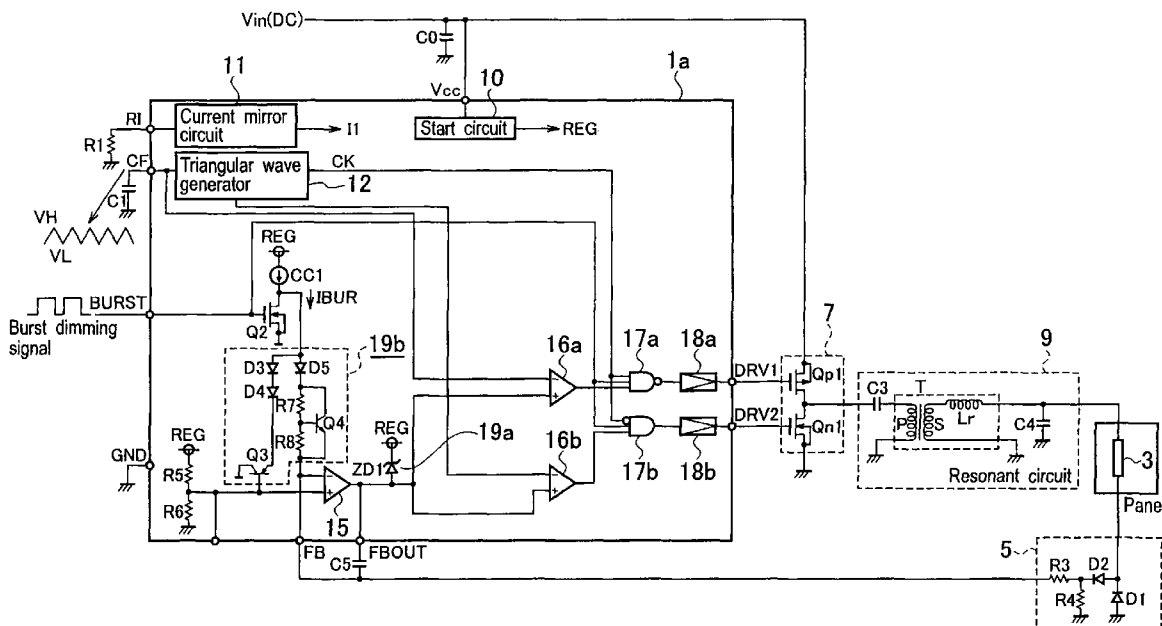 Vin(DC)
C0
11
10
1a
Vcc
RI
Current mirror
circuit
I1
Start circuit
REG
R1
CF
Triangular wave
generator
CK
12
C1
VH
VL
REG
CC1
BURST
IBUR
Burst dimming
signal
Q2
19b
D3
D5
D4
R7
Q4
R8
16a
17a
18a
DRV1
7
Qp1
9
C3
T
P
S
Lr
C4
DRV2
Qn1
REG
19a
16b
17b
18b
GND
REG
R5
Q3
ZD1
R6
15
Resonant circuit
3
Pane
FB
FBOUT
C5
5
R3
D2
R4
D1